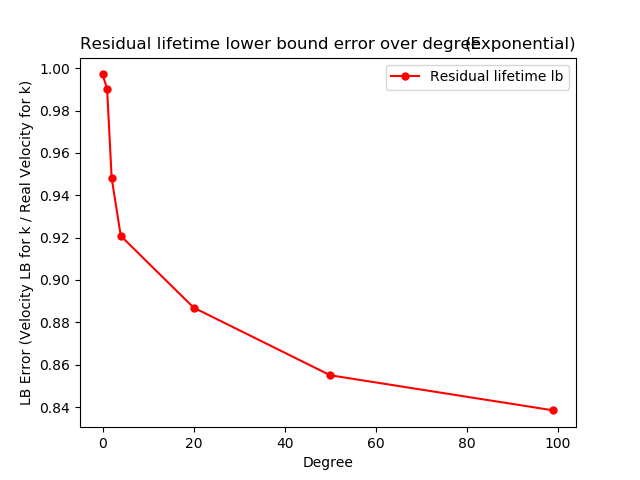 Residual lifetime lower bound error over degree (Exponential)
Residual lifetime lb
LB Error (Velocity LB for k / Real Velocity for k)
1.00
0.98
0.96
0.94
0.92
0.90
0.88
0.86
0.84
0 20 40 60 80 100
Degree